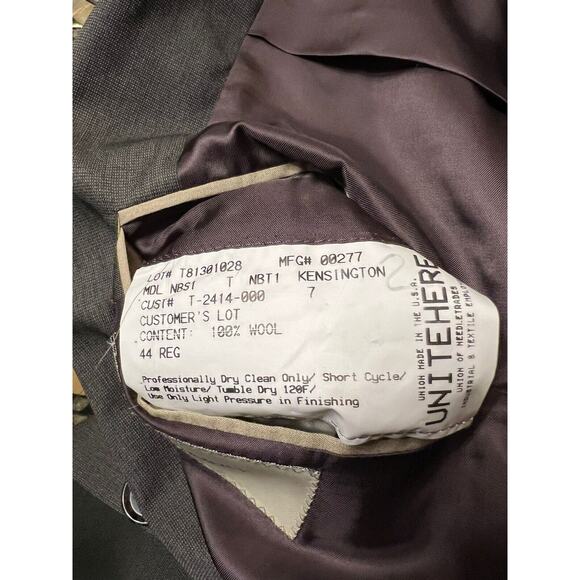 LOT# T81301028 MFG# 00277
MDL NBS1 T NBT1 KENSINGTON
CUST# T-2414-000 7
CUSTOMER'S LOT
CONTENT: 100% WOOL
44 REG
Professionally Dry Clean Only/ Short Cycle/
Low Moisture/ Tumble Dry 120F/
Use Only Light Pressure in Finishing
2
UNION MADE IN THE U.S.A.
UNITEHERE
UNION OF NEEDLETRADES
INDUSTRIAL & TEXTILE